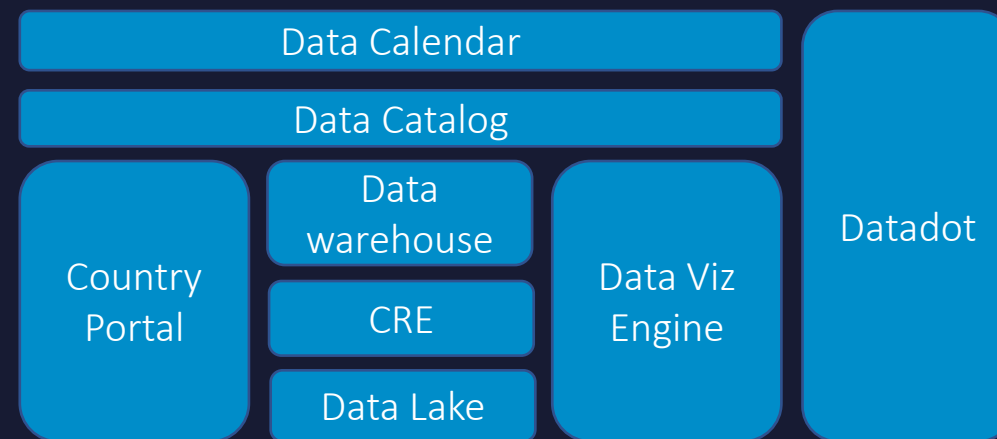 Data Calendar
Data Catalog
Country
Portal
Data
warehouse
CRE
Data Lake
Data Viz
Engine
Datadot